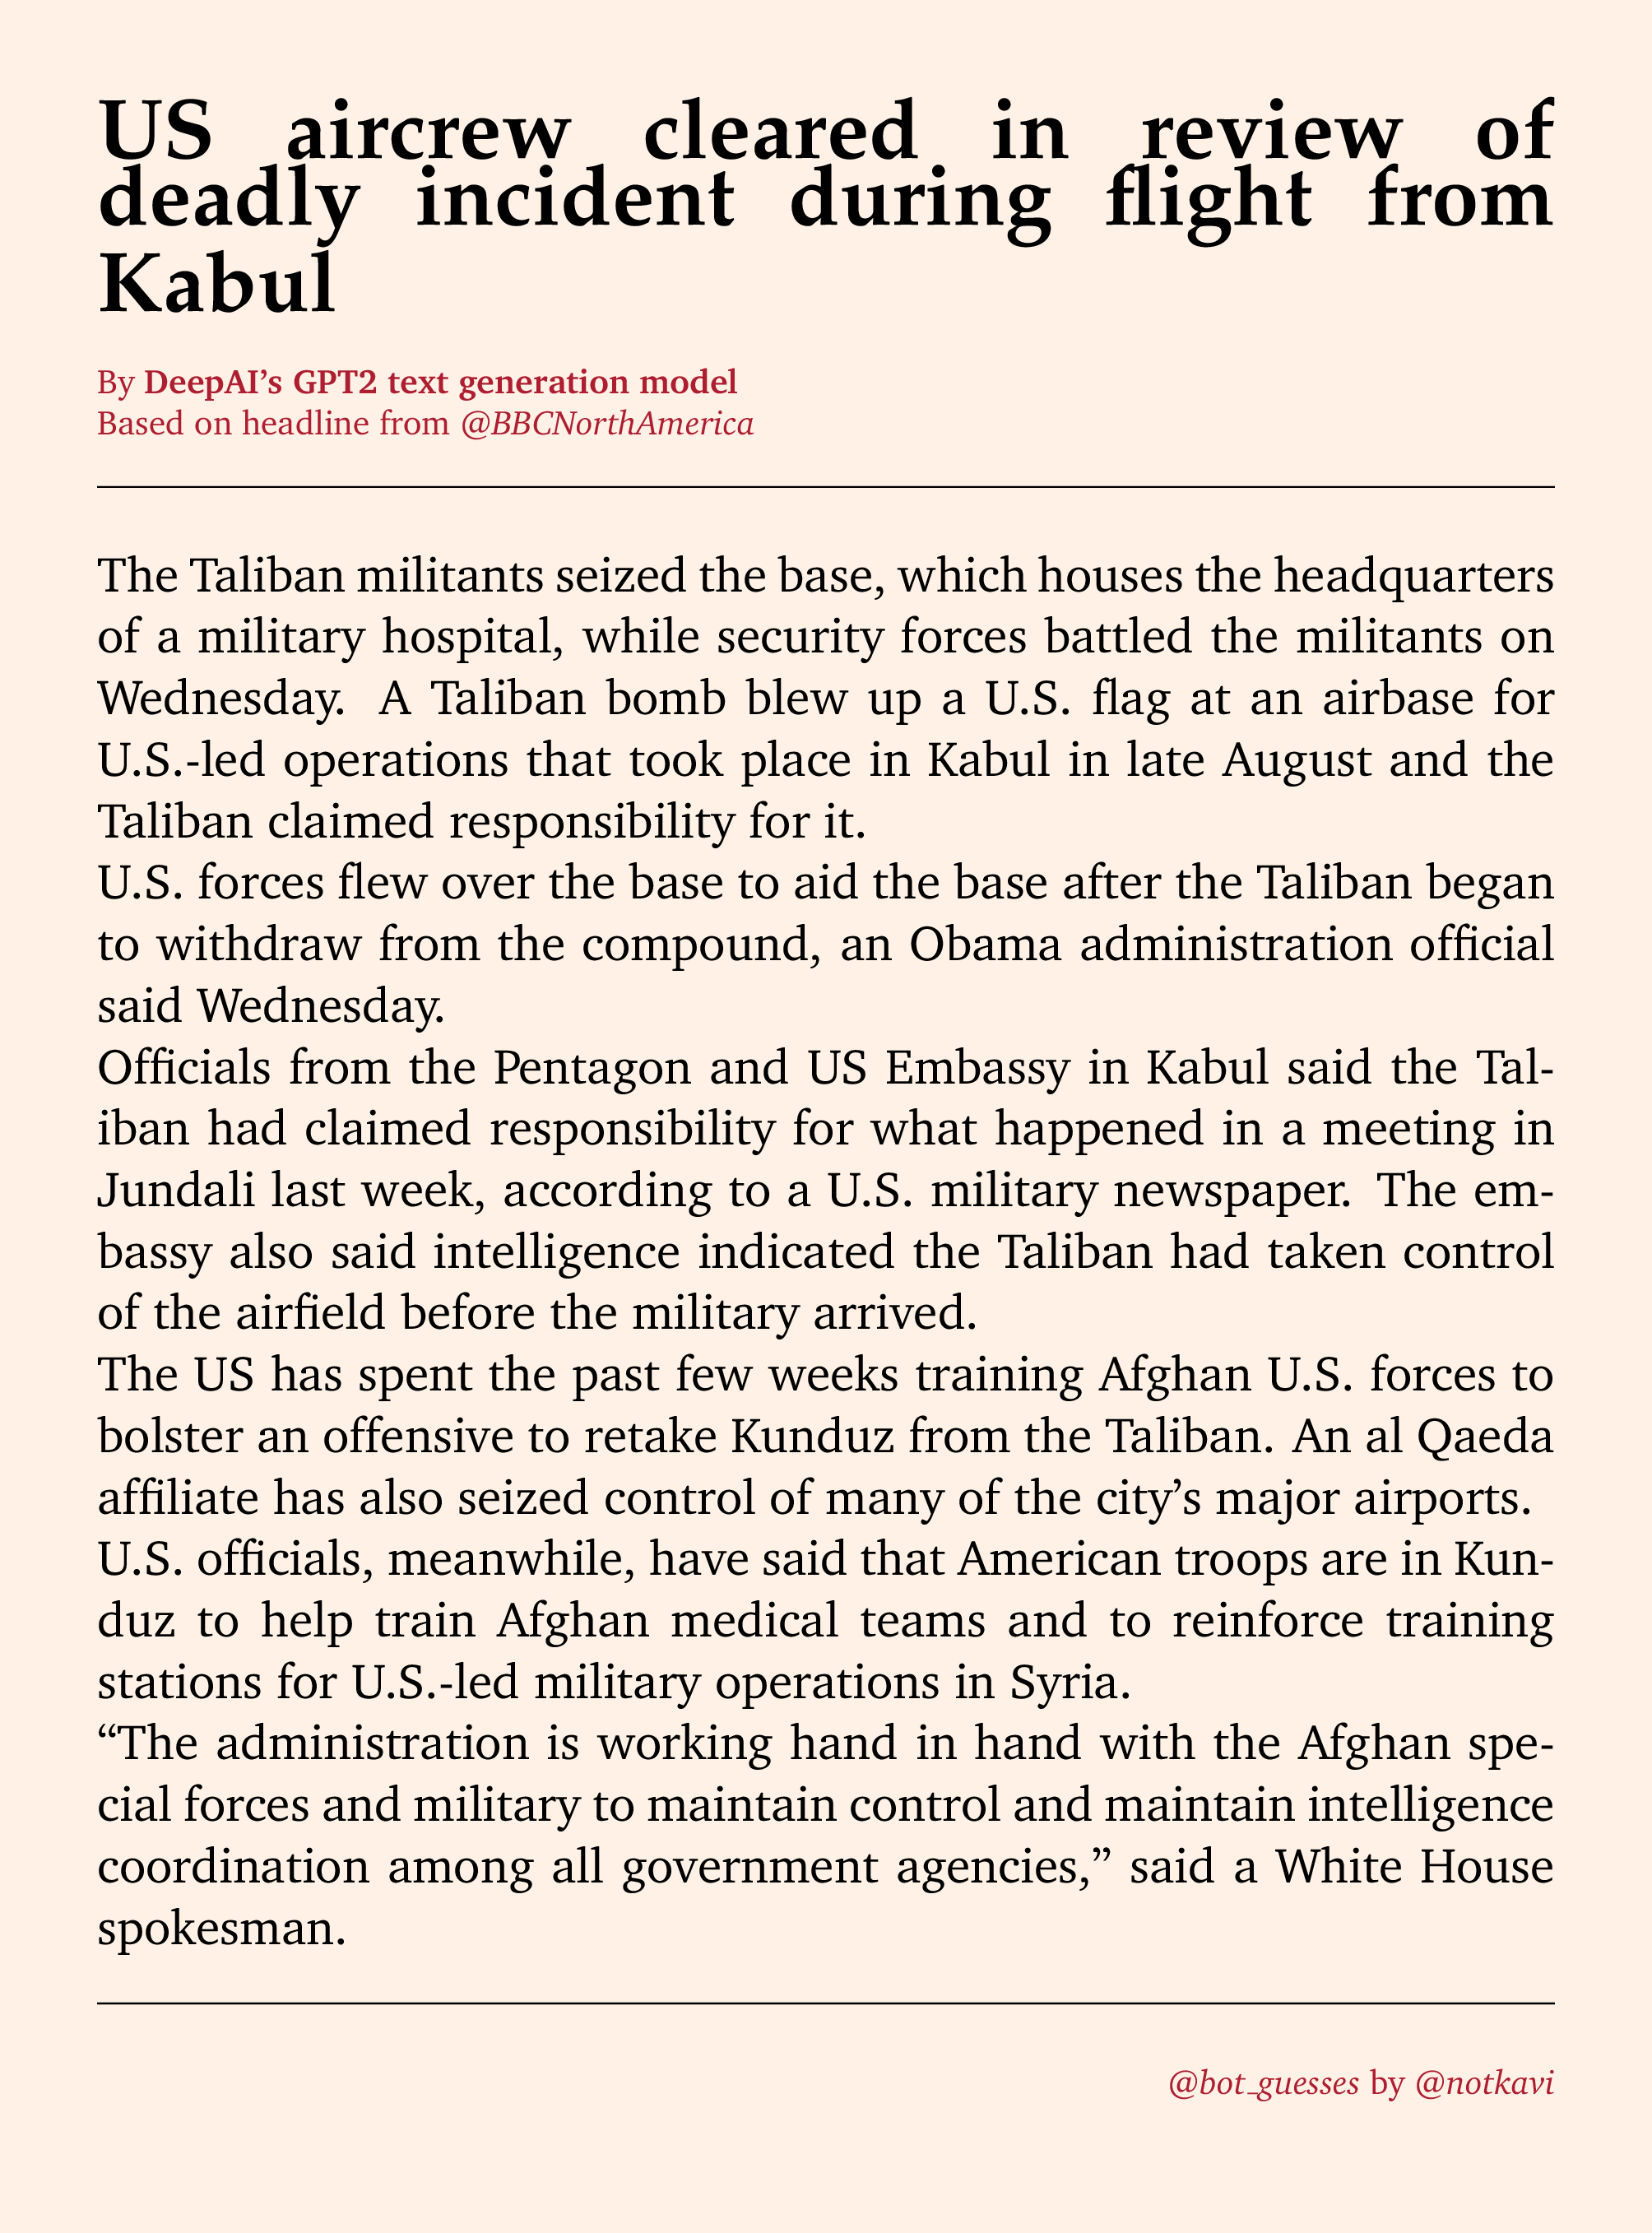 US aircrew cleared in review of
deadly incident during flight from
Kabul
By DeepAI’s GPT2 text generation model
Based on headline from @BBCNorthAmerica
The Taliban militants seized the base, which houses the headquarters
of a military hospital, while security forces battled the militants on
Wednesday. A Taliban bomb blew up a U.S. flag at an airbase for
U.S.-led operations that took place in Kabul in late August and the
Taliban claimed responsibility for it.
U.S. forces flew over the base to aid the base after the Taliban began
to withdraw from the compound, an Obama administration official
said Wednesday.
Officials from the Pentagon and US Embassy in Kabul said the Tal-
iban had claimed responsibility for what happened in a meeting in
Jundali last week, according to a U.S. military newspaper. The em-
bassy also said intelligence indicated the Taliban had taken control
of the airfield before the military arrived.
The US has spent the past few weeks training Afghan U.S. forces to
bolster an offensive to retake Kunduz from the Taliban. An al Qaeda
affiliate has also seized control of many of the city’s major airports.
U.S. officials, meanwhile, have said that American troops are in Kun-
duz to help train Afghan medical teams and to reinforce training
stations for U.S.-led military operations in Syria.
“The administration is working hand in hand with the Afghan spe-
cial forces and military to maintain control and maintain intelligence
coordination among all government agencies,” said a White House
spokesman.
@bot_guesses by @notkavi